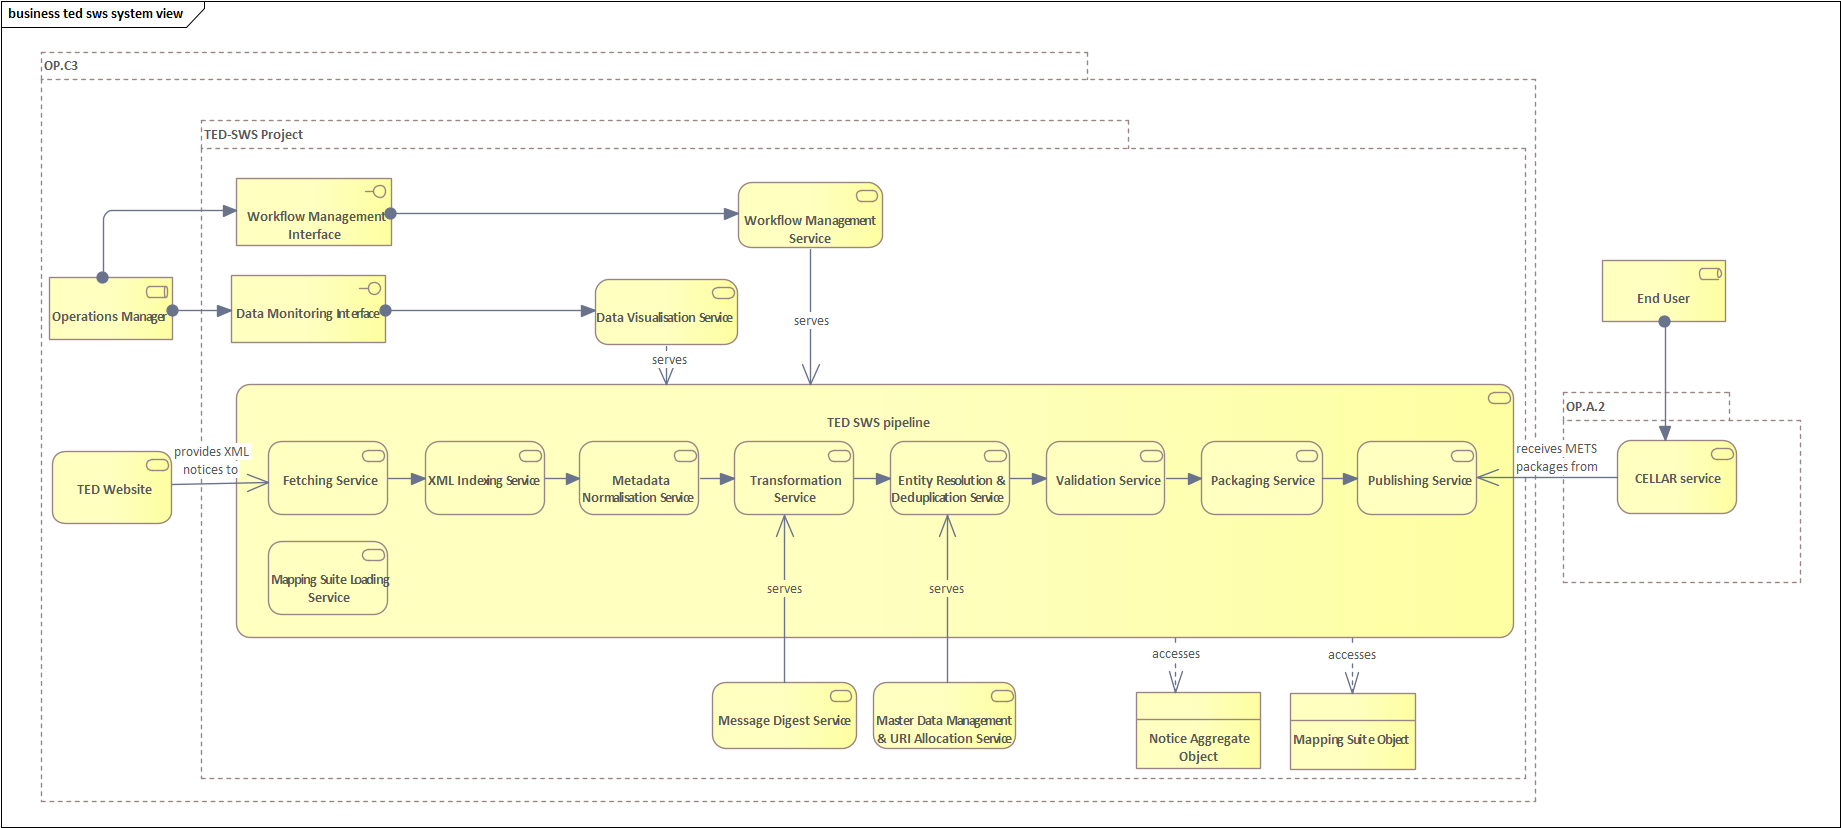 business ted sws system view
OP.C3
TED-SWS Project
Workflow Management
Interface
Workflow Management
Service
Operations Manager
Data Monitoring Interface
Data Visualisation Service
serves
serves
End User
OP.A.2
TED SWS pipeline
provides XML
notices to
TED Website
Fetching Service
XML Indexing Service
Metadata
Normalisation Service
Transformation
Service
Entity Resolution &
Deduplication Service
Validation Service
Packaging Service
Publishing Service
receives METS
packages from
CELLAR service
Mapping Suite Loading
Service
serves
serves
accesses
accesses
Message Digest Service
Master Data Management
& URI Allocation Service
Notice Aggregate
Object
Mapping Suite Object